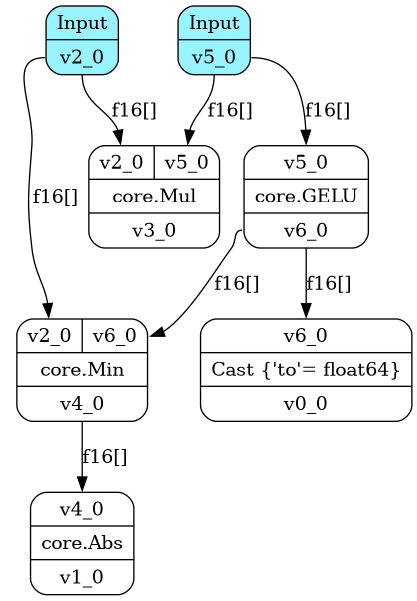 Input
v2_0
Input
v5_0
f16[]
f16[]
v2_0 v5_0
core.Mul
v3_0
v5_0
core.GELU
v6_0
f16[]
f16[]
f16[]
v2_0 v6_0
core.Min
v4_0
v6_0
Cast {'to'= float64}
v0_0
f16[]
v4_0
core.Abs
v1_0